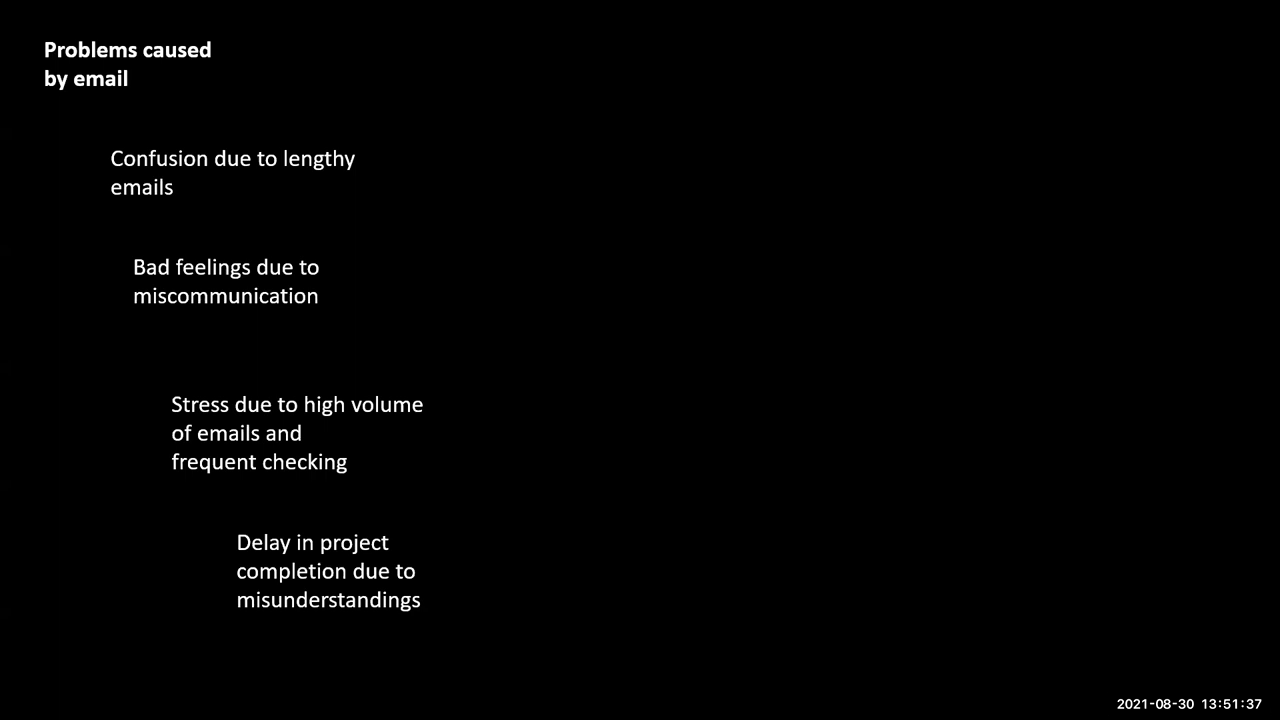 Problems caused
by email
Confusion due to lengthy
emails
Bad feelings due to
miscommunication
Stress due to high volume
of emails and
frequent checking
Delay in project
completion due to
misunderstandings
2021-08-30 13:51:37